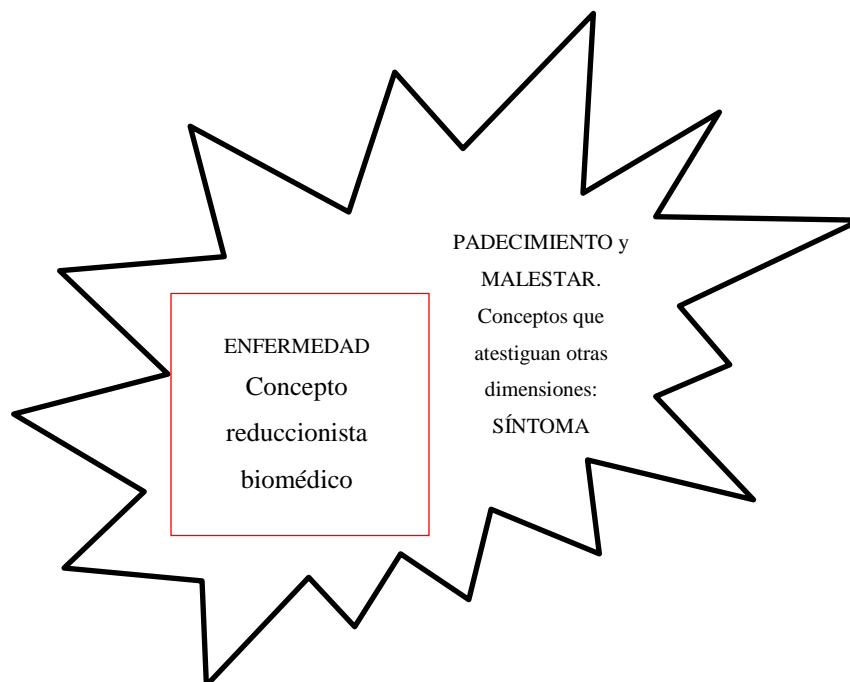 PADECIMIENTO y
MALESTAR.
Conceptos que
atestiguan otras
dimensiones:
SÍNTOMA
ENFERMEDAD
Concepto
reduccionista
biomédico